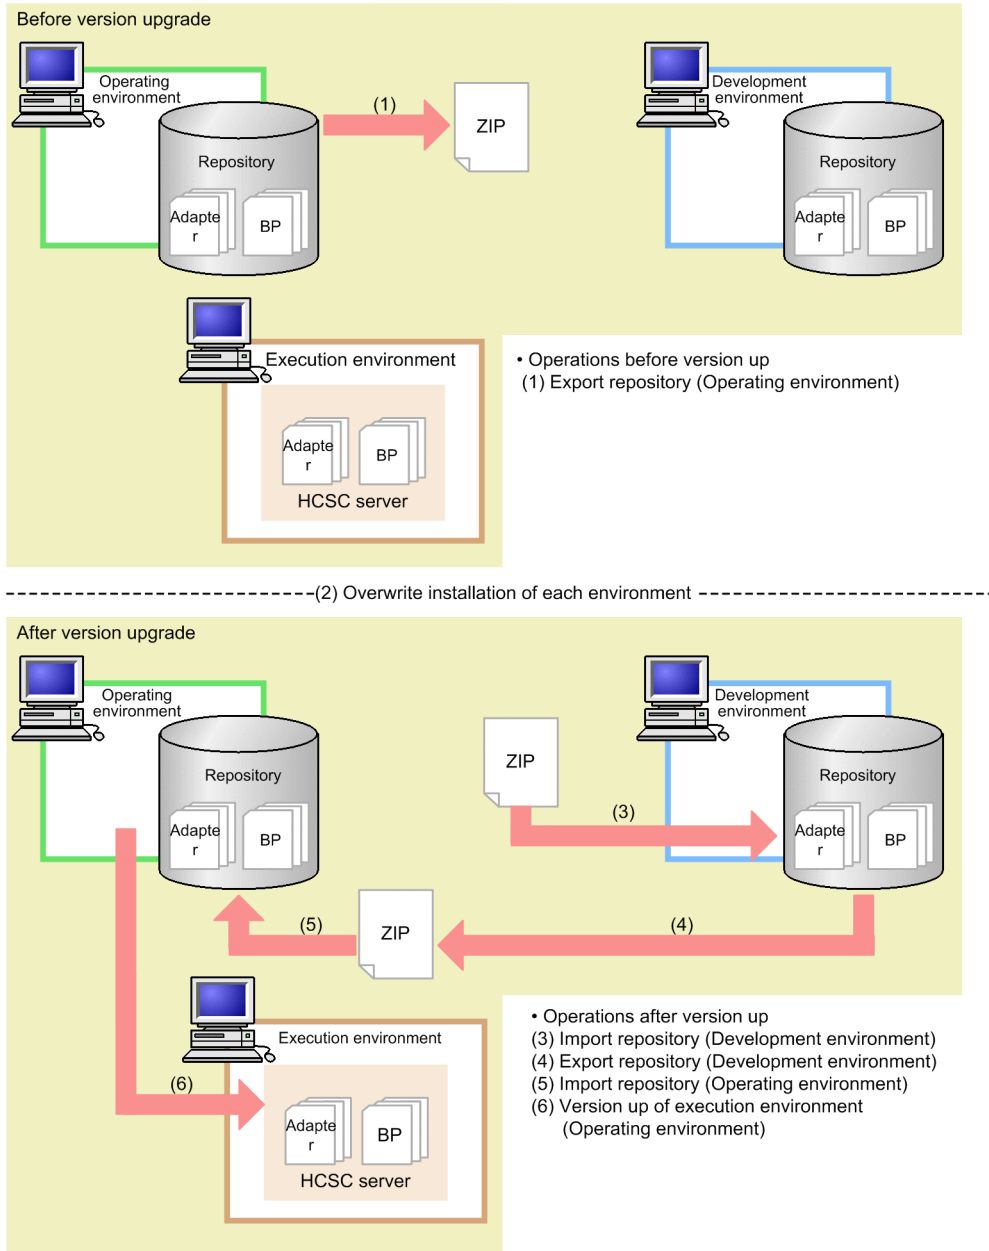 Before version upgrade
Operating
environment
(1)
ZIP
Development
environment
Repository
Adapte
r
BP
Repository
Adapte
r
BP
Execution environment
Adapte
r
BP
HCSC server
• Operations before version up
(1) Export repository (Operating environment)
(2) Overwrite installation of each environment
After version upgrade
Operating
environment
Development
environment
Repository
Adapte
r
BP
ZIP
(3)
Repository
Adapte
r
BP
(5)
ZIP
(4)
Execution environment
(6)
Adapte
r
BP
HCSC server
• Operations after version up
(3) Import repository (Development environment)
(4) Export repository (Development environment)
(5) Import repository (Operating environment)
(6) Version up of execution environment
(Operating environment)